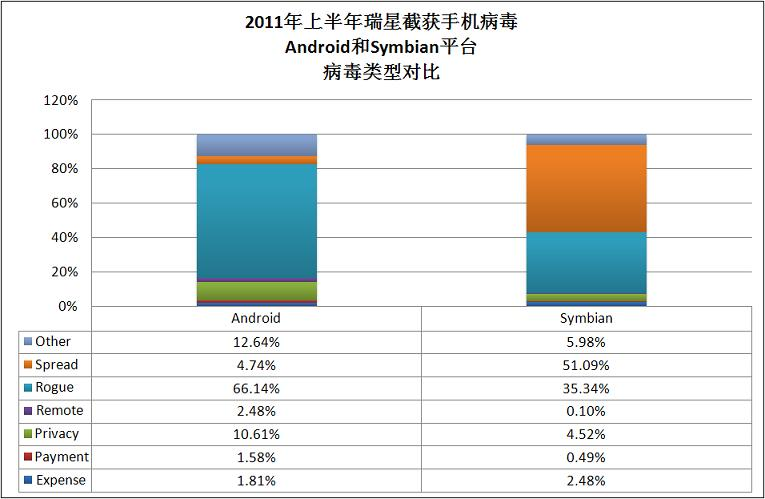 2011年上半年瑞星截获手机病毒
Android和Symbian平台
病毒类型对比
120%
100%
80%
60%
40%
20%
0%
Android Symbian
Other 12.64% 5.98%
Spread 4.74% 51.09%
Rogue 66.14% 35.34%
Remote 2.48% 0.10%
Privacy 10.61% 4.52%
Payment 1.58% 0.49%
Expense 1.81% 2.48%